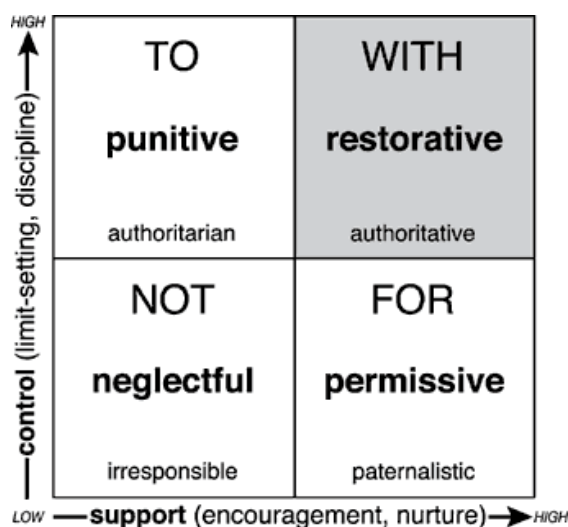 HIGH
control (limit-setting, discipline)
TO
punitive
authoritarian
WITH
restorative
authoritative
NOT
neglectful
irresponsible
FOR
permissive
paternalistic
LOW
support (encouragement, nurture)
HIGH